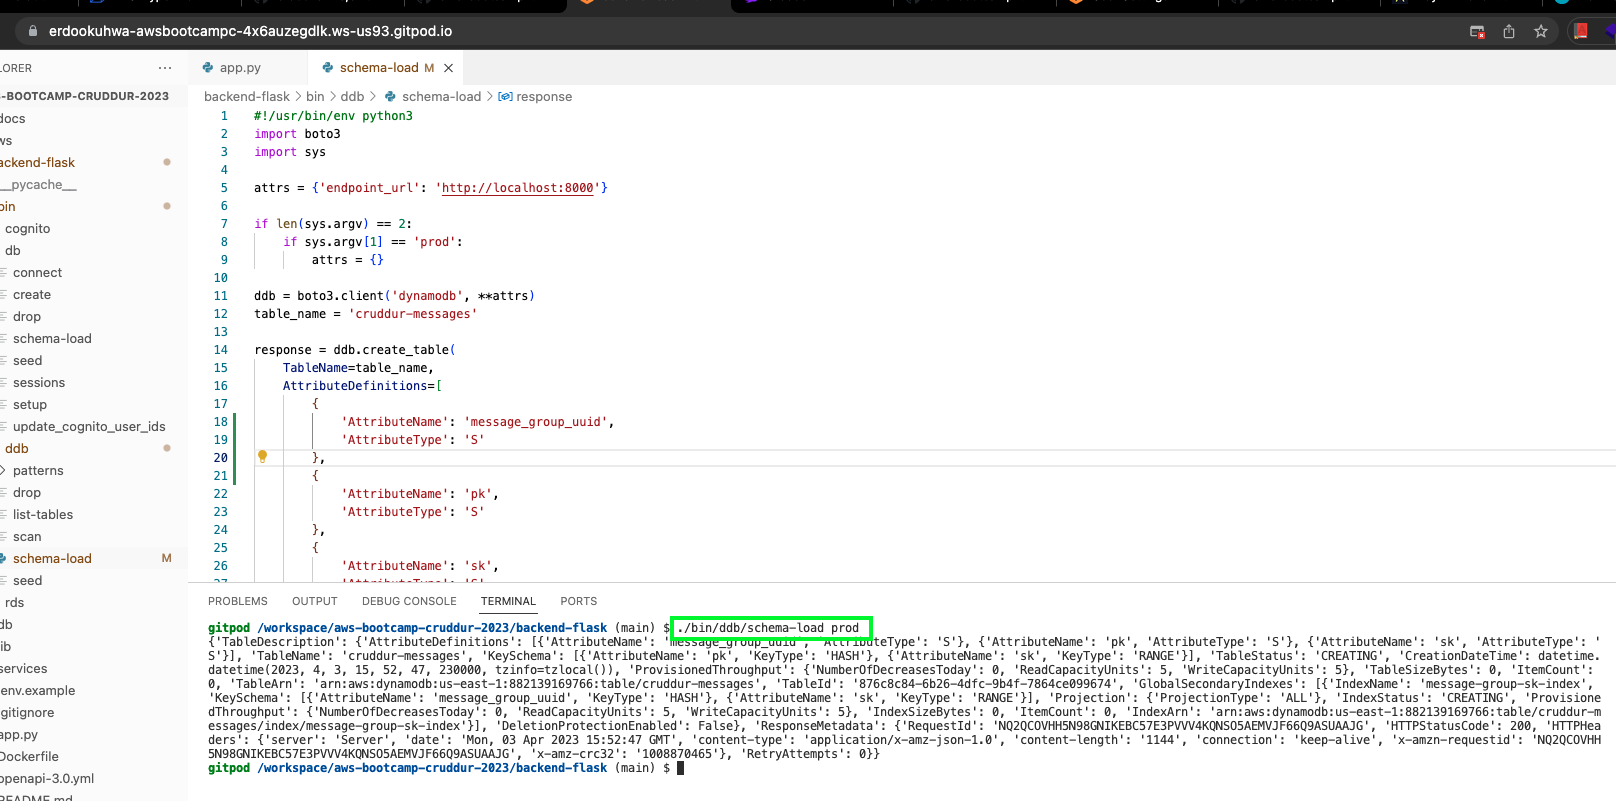 erdookuhwa-awsbootcampc-4x6auzegdlk.ws-us93.gitpod.io
LORER ...
app.py
schema-load M
-BOOTCAMP-CRUDDUR-2023
backend-flask > bin > ddb > schema-load > response
docs
ws
ackend-flask
__pycache__
bin
cognito
db
connect
create
drop
schema-load
seed
sessions
setup
update_cognito_user_ids
ddb
patterns
drop
list-tables
scan
schema-load M
seed
rds
db
ib
services
env.example
gitignore
app.py
Dockerfile
openapi-3.0.yml
README.md
1 #!/usr/bin/env python3
2 import boto3
3 import sys
4
5 attrs = {'endpoint_url': 'http://localhost:8000'}
6
7 if len(sys.argv) == 2:
8 if sys.argv[1] == 'prod':
9 attrs = {}
10
11 ddb = boto3.client('dynamodb', **attrs)
12 table_name = 'cruddur-messages'
13
14 response = ddb.create_table(
15 TableName=table_name,
16 AttributeDefinitions=[
17 {
18 'AttributeName': 'message_group_uuid',
19 'AttributeType': 'S'
20 },
21 {
22 'AttributeName': 'pk',
23 'AttributeType': 'S'
24 },
25 {
26 'AttributeName': 'sk',
27 'AttributeType': 'S'
PROBLEMS OUTPUT DEBUG CONSOLE TERMINAL PORTS
gitpod /workspace/aws-bootcamp-cruddur-2023/backend-flask (main) $ ./bin/ddb/schema-load prod
{'TableDescription': {'AttributeDefinitions': [{'AttributeName': 'message_group_uuid', 'AttributeType': 'S'}, {'AttributeName': 'pk', 'AttributeType': 'S'}, {'AttributeName': 'sk', 'AttributeType': '
S'}], 'TableName': 'cruddur-messages', 'KeySchema': [{'AttributeName': 'pk', 'KeyType': 'HASH'}, {'AttributeName': 'sk', 'KeyType': 'RANGE'}], 'TableStatus': 'CREATING', 'CreationDateTime': datetime.
datetime(2023, 4, 3, 15, 52, 47, 230000, tzinfo=tzlocal()), 'ProvisionedThroughput': {'NumberOfDecreasesToday': 0, 'ReadCapacityUnits': 5, 'WriteCapacityUnits': 5}, 'TableSizeBytes': 0, 'ItemCount':
0, 'TableArn': 'arn:aws:dynamodb:us-east-1:882139169766:table/cruddur-messages', 'TableId': '876c8c84-6b26-4dfc-9b4f-7864ce099674', 'GlobalSecondaryIndexes': [{'IndexName': 'message-group-sk-index',
'KeySchema': [{'AttributeName': 'message_group_uuid', 'KeyType': 'HASH'}, {'AttributeName': 'sk', 'KeyType': 'RANGE'}], 'Projection': {'ProjectionType': 'ALL'}, 'IndexStatus': 'CREATING', 'Provisione
dThroughput': {'NumberOfDecreasesToday': 0, 'ReadCapacityUnits': 5, 'WriteCapacityUnits': 5}, 'IndexSizeBytes': 0, 'ItemCount': 0, 'IndexArn': 'arn:aws:dynamodb:us-east-1:882139169766:table/cruddur-m
essages/index/message-group-sk-index'}], 'DeletionProtectionEnabled': False}, 'ResponseMetadata': {'RequestId': 'NQ2QCOVHH5N98GNIKEBC57E3PVVV4KQNSO5AEMVJF66Q9ASUAAJG', 'HTTPStatusCode': 200, 'HTTPHea
ders': {'server': 'Server', 'date': 'Mon, 03 Apr 2023 15:52:47 GMT', 'content-type': 'application/x-amz-json-1.0', 'content-length': '1144', 'connection': 'keep-alive', 'x-amzn-requestid': 'NQ2QCOVHH
5N98GNIKEBC57E3PVVV4KQNSO5AEMVJF66Q9ASUAAJG', 'x-amz-crc32': '1008870465'}, 'RetryAttempts': 0}}
gitpod /workspace/aws-bootcamp-cruddur-2023/backend-flask (main) $